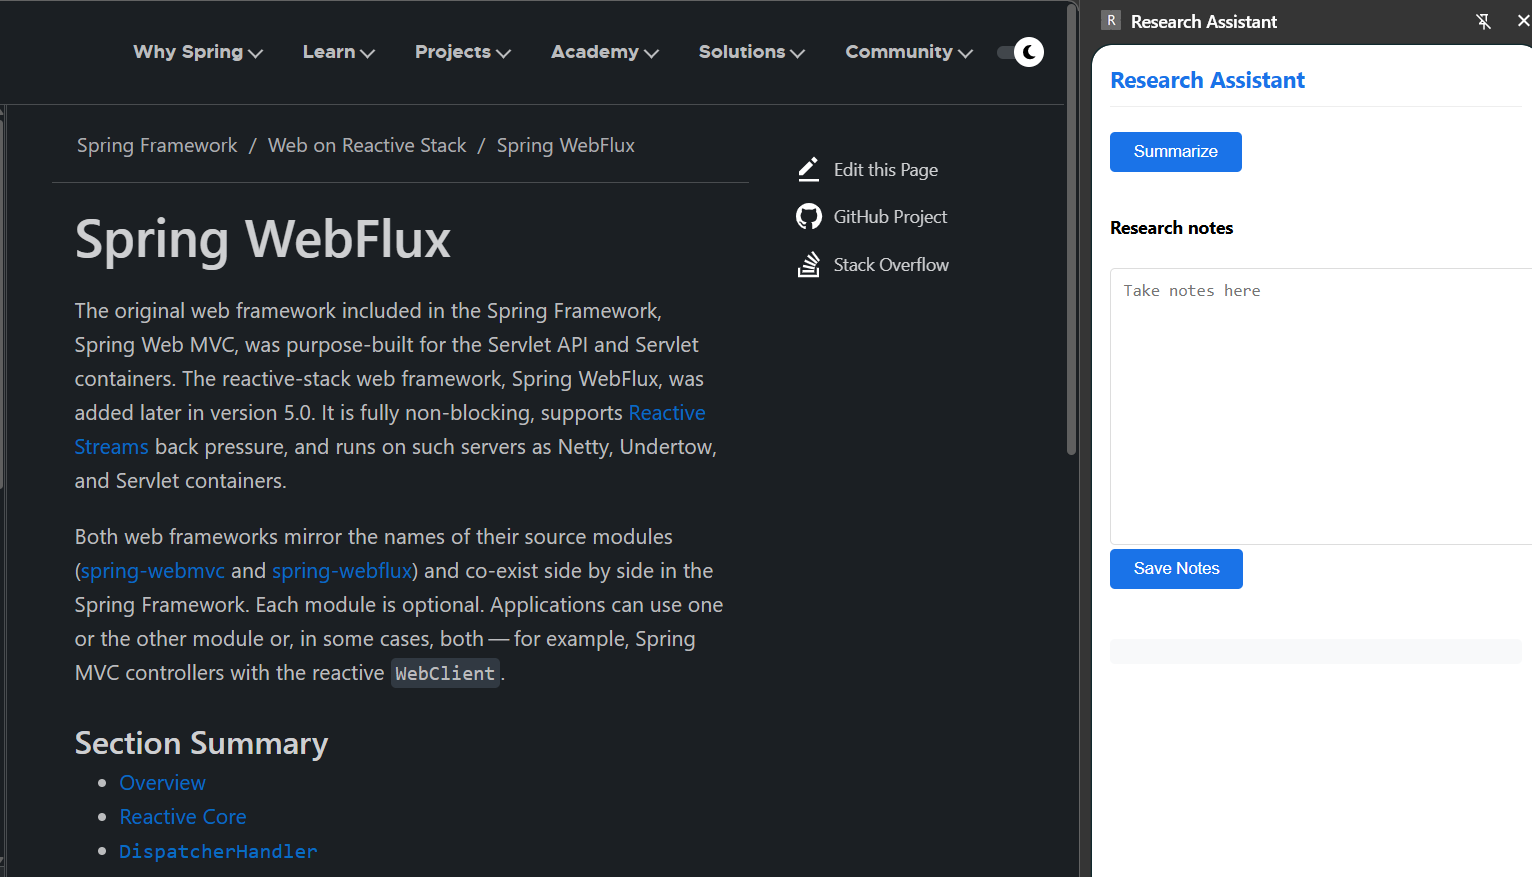 Why Spring Learn Projects Academy Solutions Community
Spring Framework / Web on Reactive Stack / Spring WebFlux
Edit this Page
GitHub Project
Stack Overflow
Spring WebFlux
The original web framework included in the Spring Framework,
Spring Web MVC, was purpose-built for the Servlet API and Servlet
containers. The reactive-stack web framework, Spring WebFlux, was
added later in version 5.0. It is fully non-blocking, supports Reactive
Streams back pressure, and runs on such servers as Netty, Undertow,
and Servlet containers.
Both web frameworks mirror the names of their source modules
(spring-webmvc and spring-webflux) and co-exist side by side in the
Spring Framework. Each module is optional. Applications can use one
or the other module or, in some cases, both — for example, Spring
MVC controllers with the reactive WebClient.
Section Summary
Overview
Reactive Core
DispatcherHandler
R Research Assistant
Research Assistant
Summarize
Research notes
Take notes here
Save Notes